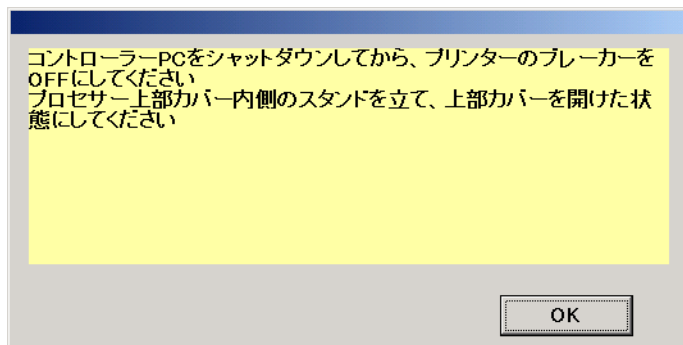 コントローラーPCをシャットダウンしてから、プリンターのブレーカーを
OFFにしてください
プロセサー上部カバー内側のスタンドを立て、上部カバーを開けた状
態にしてください
OK